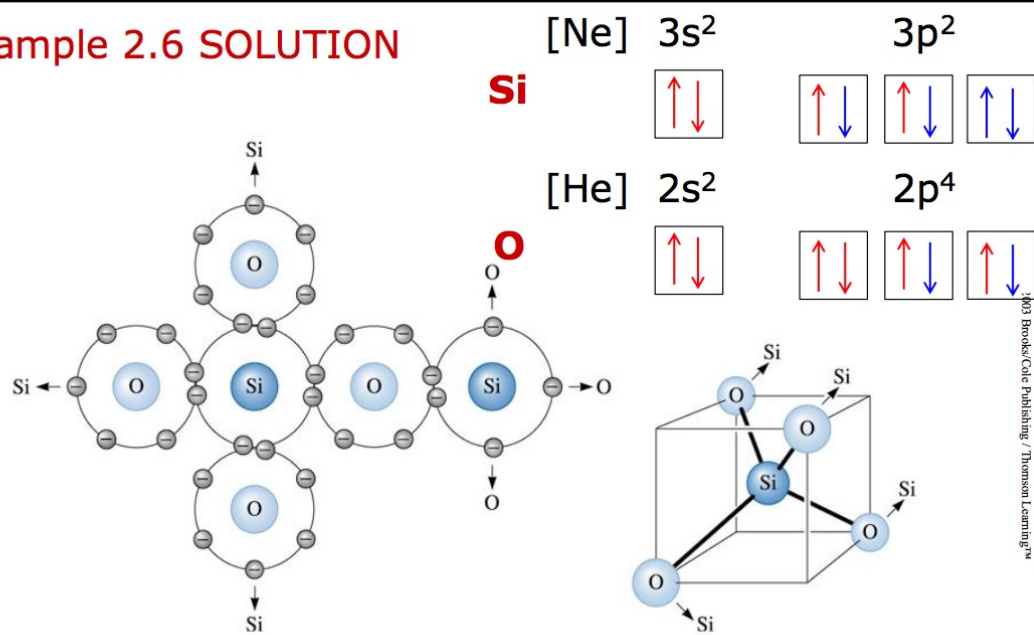 ample 2.6 SOLUTION
[Ne] 3s² 3p²
Si
[He] 2s² 2p⁴
O
Si
O
O
Si O Si O Si O
O
O
Si
Si
Si
O
O
Si
Si
O
O
Si
003 Brooks/Cole Publishing / Thomson Learning™